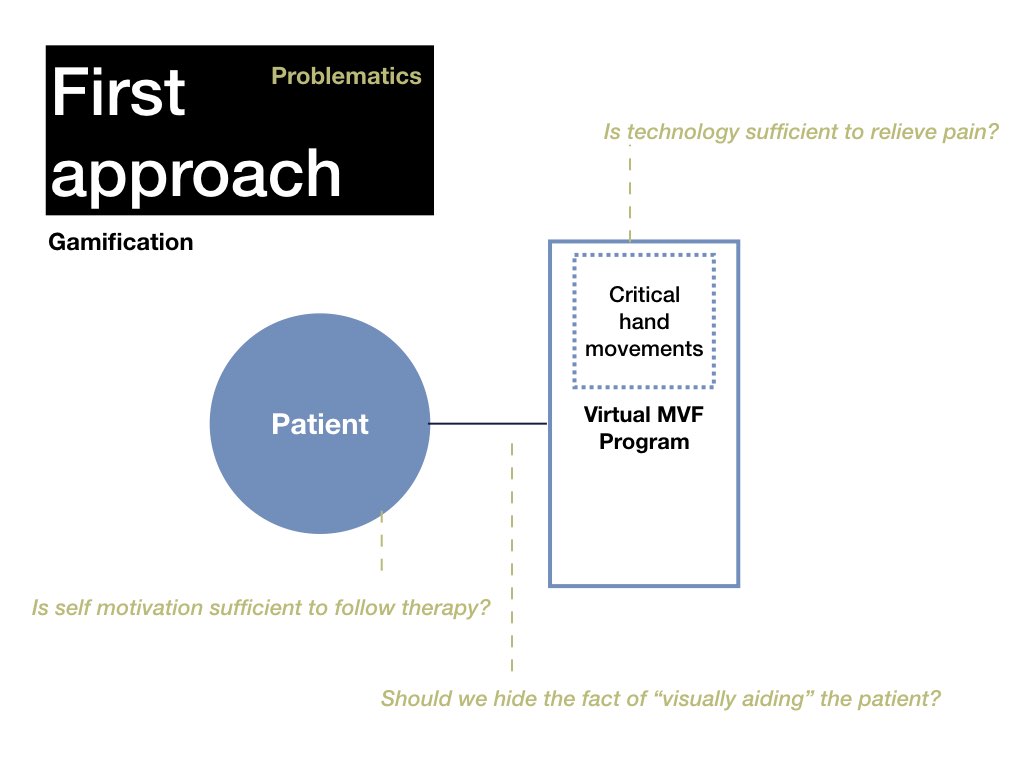 First
Problematics
approach
Gamification
Is technology sufficient to relieve pain?
Critical
hand
movements
Virtual MVF
Program
Patient
Is self motivation sufficient to follow therapy?
Should we hide the fact of “visually aiding” the patient?